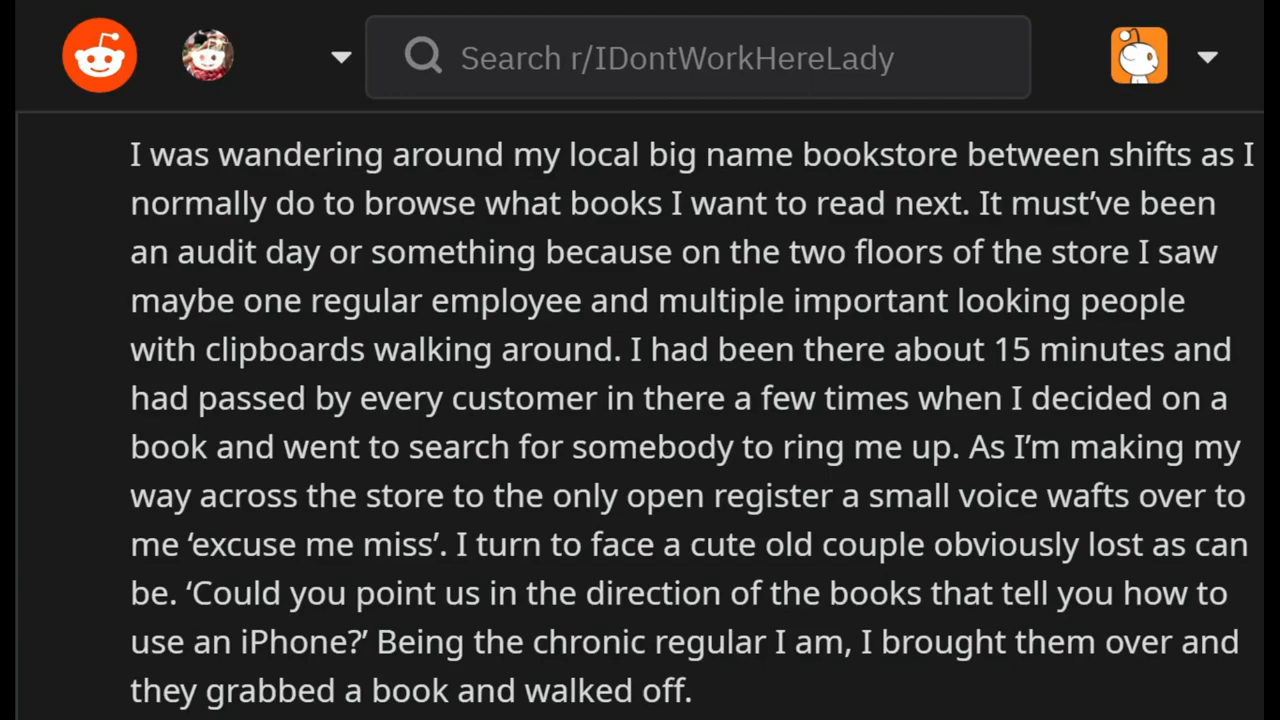 Search r/IDontWorkHereLady
I was wandering around my local big name bookstore between shifts as I
normally do to browse what books I want to read next. It must’ve been
an audit day or something because on the two floors of the store I saw
maybe one regular employee and multiple important looking people
with clipboards walking around. I had been there about 15 minutes and
had passed by every customer in there a few times when I decided on a
book and went to search for somebody to ring me up. As I’m making my
way across the store to the only open register a small voice wafts over to
me ‘excuse me miss’. I turn to face a cute old couple obviously lost as can
be. ‘Could you point us in the direction of the books that tell you how to
use an iPhone?’ Being the chronic regular I am, I brought them over and
they grabbed a book and walked off.